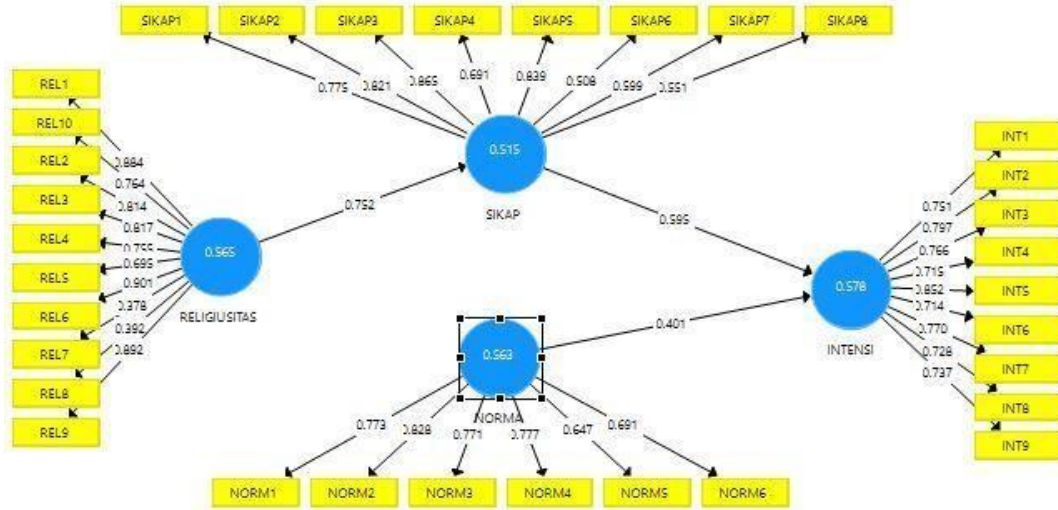 SIKAP1 SIKAP2 SIKAP3 SIKAP4 SIKAP5 SIKAP6 SIKAP7 SIKAP8
0.775 0.821 0.865 0.691 0.839 0.508 0.599 0.551
REL1
REL10
REL2
REL3
REL4
REL5
REL6
REL7
REL8
REL9
0.884
0.764
0.814
0.817
0.755
0.695
0.901
0.378
0.392
0.892
0.565
RELIGIUSITAS
0.752
0.515
SIKAP
0.595
0.563
NORMA
0.401
0.578
INTENSI
0.751
0.797
0.766
0.715
0.852
0.714
0.770
0.728
0.737
INT1
INT2
INT3
INT4
INT5
INT6
INT7
INT8
INT9
0.773 0.828 0.771 0.777 0.647 0.691
NORM1 NORM2 NORM3 NORM4 NORM5 NORM6